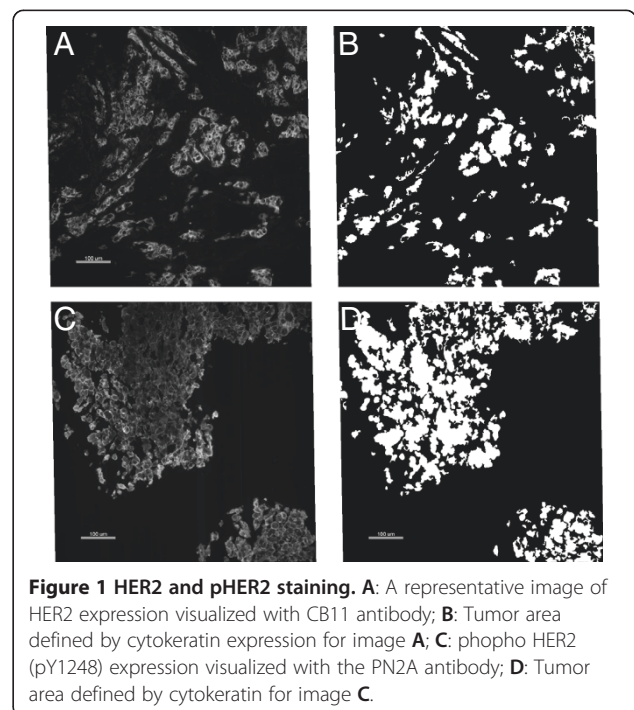 A
B
100 um
C
D
100 um
100 um
Figure 1 HER2 and pHER2 staining. A: A representative image of
HER2 expression visualized with CB11 antibody; B: Tumor area
defined by cytokeratin expression for image A; C: phopho HER2
(pY1248) expression visualized with the PN2A antibody; D: Tumor
area defined by cytokeratin for image C.